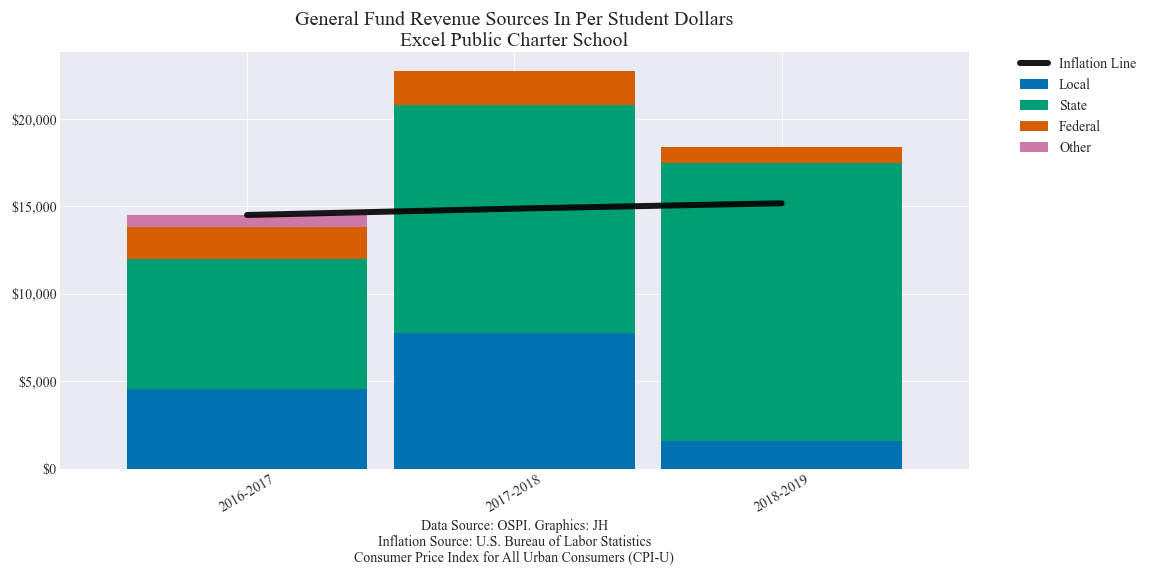 General Fund Revenue Sources In Per Student Dollars
Excel Public Charter School
Inflation Line
Local
State
Federal
Other
$20,000
$15,000
$10,000
$5,000
$0
2016-2017
2017-2018
2018-2019
Data Source: OSPI. Graphics: JH
Inflation Source: U.S. Bureau of Labor Statistics
Consumer Price Index for All Urban Consumers (CPI-U)